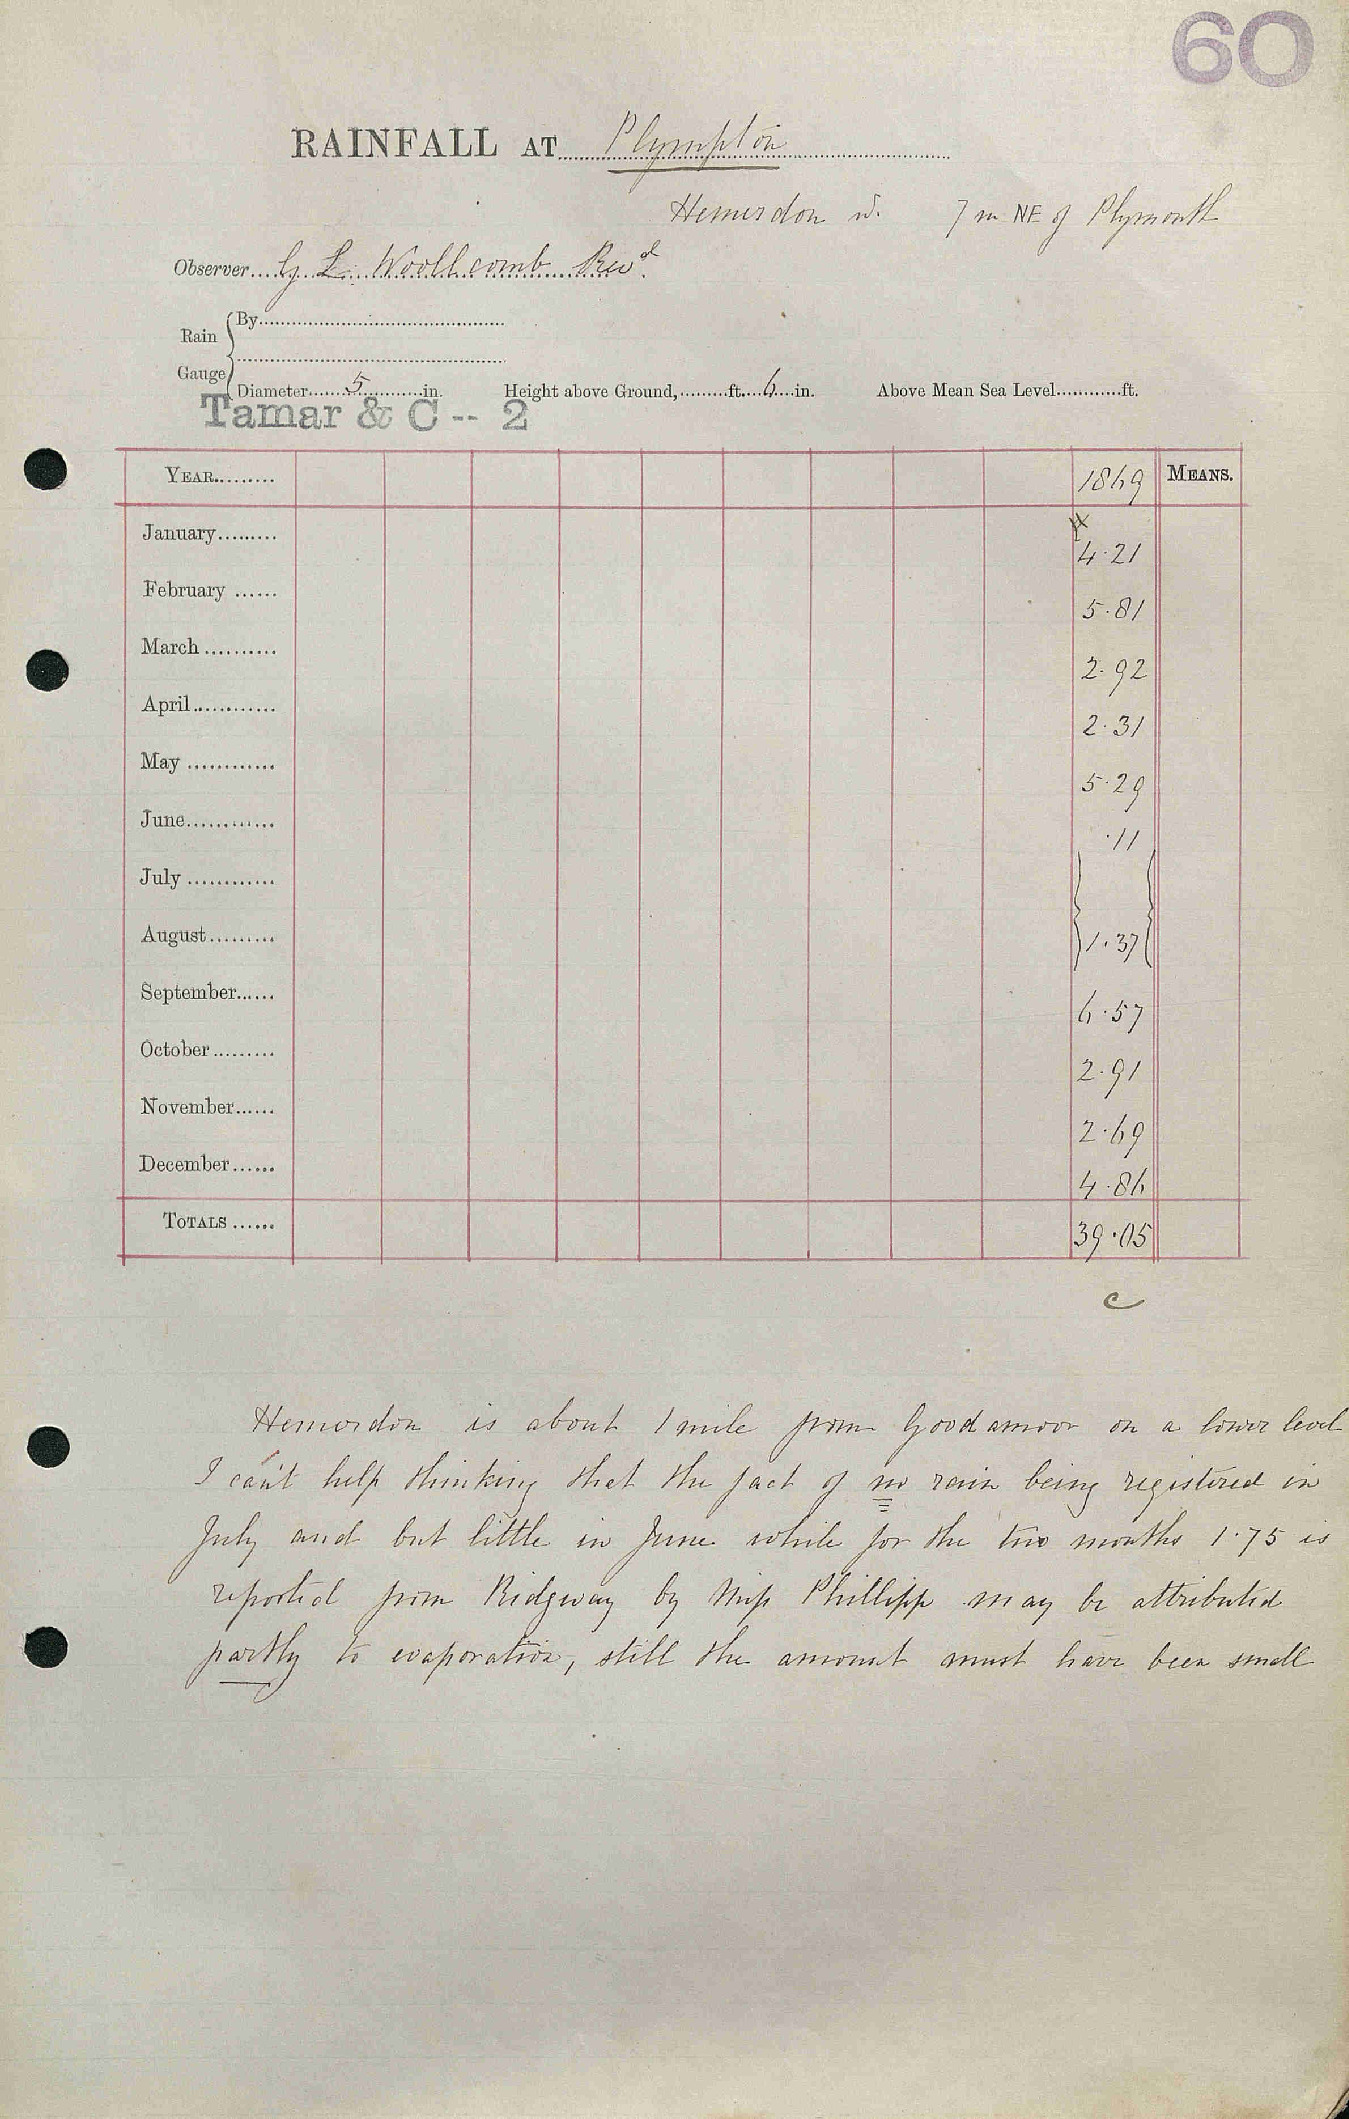 60
RAINFALL AT Plympton
Hemerdon 7 m NE of Plymouth
Observer G L Woollcombe Revd
Rain Gauge
By
Diameter 5 in. Height above Ground, ft. 6 in. Above Mean Sea Level ft.
Tamar & C -- 2
YEAR 1869 MEANS.
January 4.21
February 5.81
March 2.92
April 2.31
May 5.29
June .11
July
August 1.37
September 6.57
October 2.91
November 2.69
December 4.86
TOTALS 39.05
c
Hemerdon is about 1 mile from Goodamoor on a lower level
I can't help thinking that the fact of no rain being registered in
July and but little in June while for the two months 1.75 is
reported from Ridgway by Miss Phillipps may be attributed
partly to evaporation, still the amount must have been small